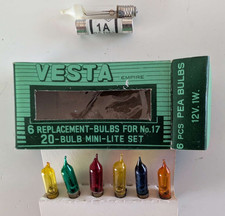 1A
VESTA
EMPIRE
6 REPLACEMENT-BULBS FOR No.17
20-BULB MINI-LITE SET
6 PCS PEA BULBS
12V. 1W.